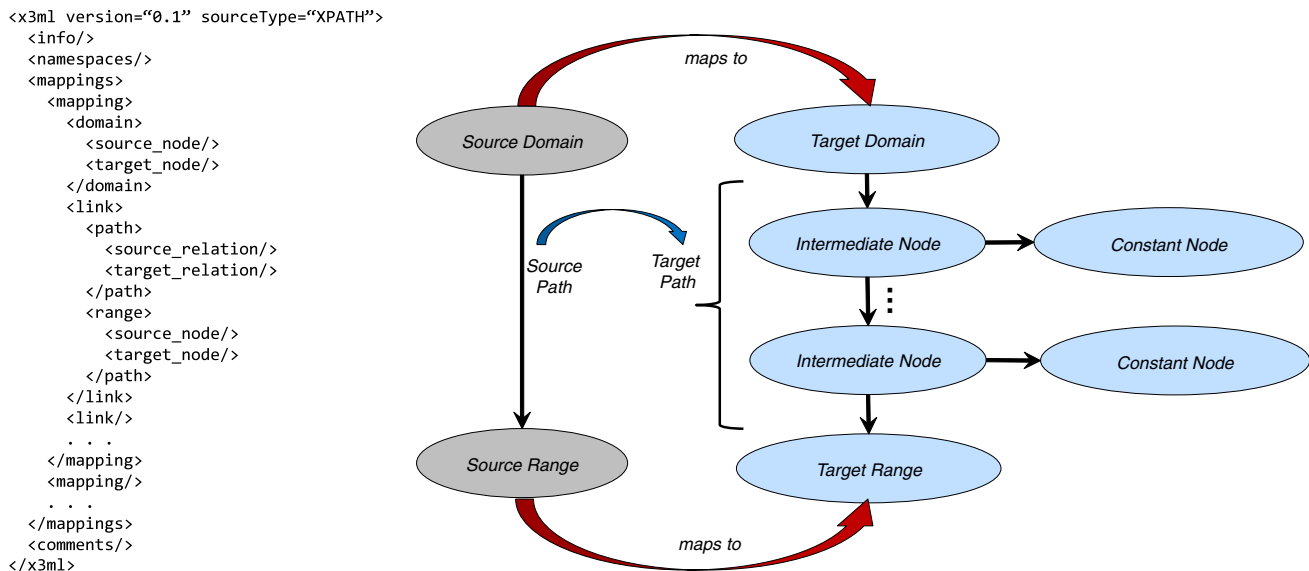 <x3ml version=“0.1” sourceType=“XPATH”>
  <info/>
  <namespaces/>
  <mappings>
    <mapping>
      <domain>
        <source_node/>
        <target_node/>
      </domain>
      <link>
        <path>
          <source_relation/>
          <target_relation/>
        </path>
        <range>
          <source_node/>
          <target_node/>
        </path>
      </link>
      <link/>
      . . .
    </mapping>
    <mapping/>
    . . .
  </mappings>
  <comments/>
</x3ml>
maps to
Source Domain
Target Domain
Source
Path
Target
Path
Intermediate Node
Constant Node
Intermediate Node
Constant Node
Source Range
Target Range
maps to